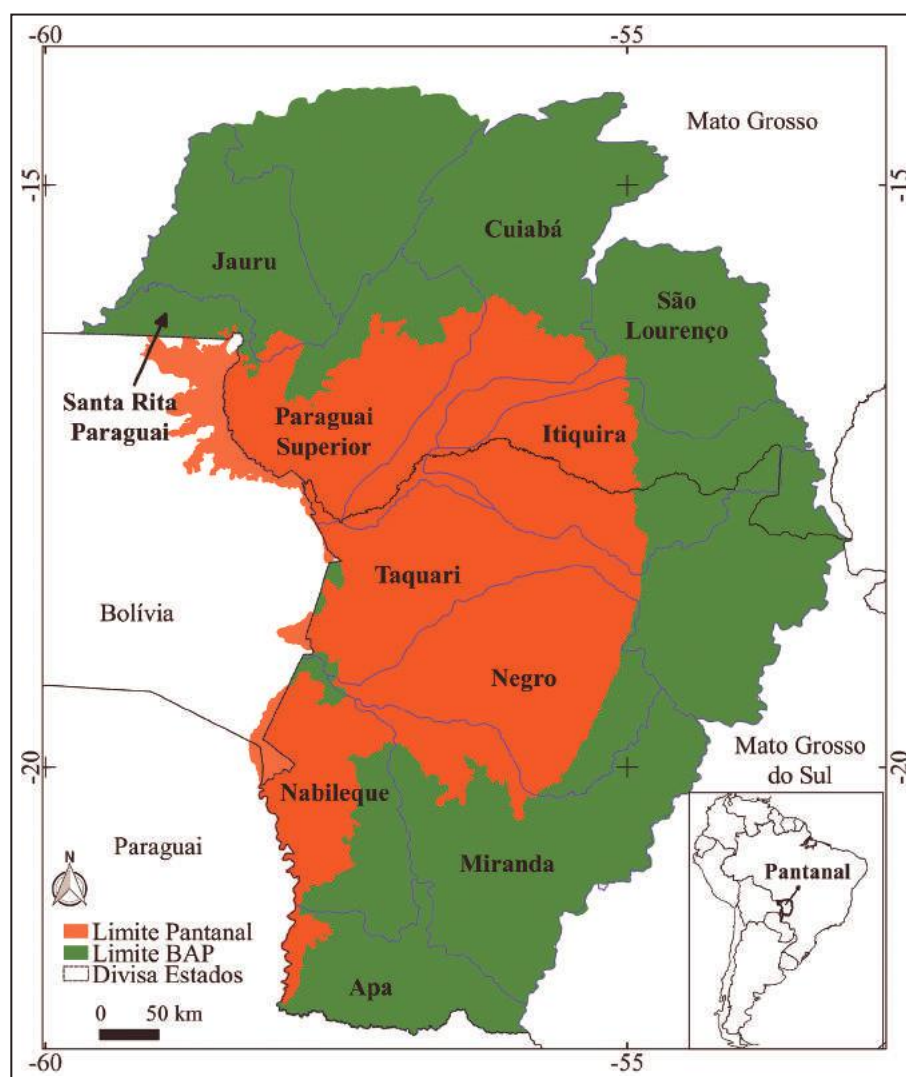 -60
-55
Mato Grosso
-15
-15
Cuiabá
Jauru
São
Lourenço
Santa Rita
Paraguai
Paraguai
Superior
Itiquira
Taquari
Bolívia
Negro
Mato Grosso
do Sul
-20
-20
Nabileque
Paraguai
Miranda
Pantanal
N
Limite Pantanal
Limite BAP
Divisa Estados
0 50 km
Apa
-60
-55